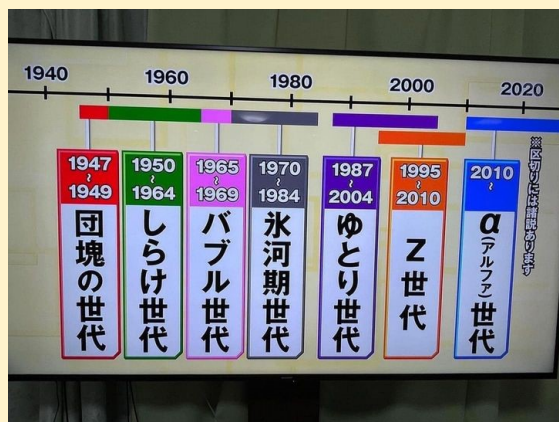 1940 1960 1980 2000 2020
1947~1949
団塊の世代
1950~1964
しらけ世代
1965~1969
バブル世代
1970~1984
氷河期世代
1987~2004
ゆとり世代
1995~2010
Z世代
2010~
α(アルファ)世代
※区切りには諸説あります